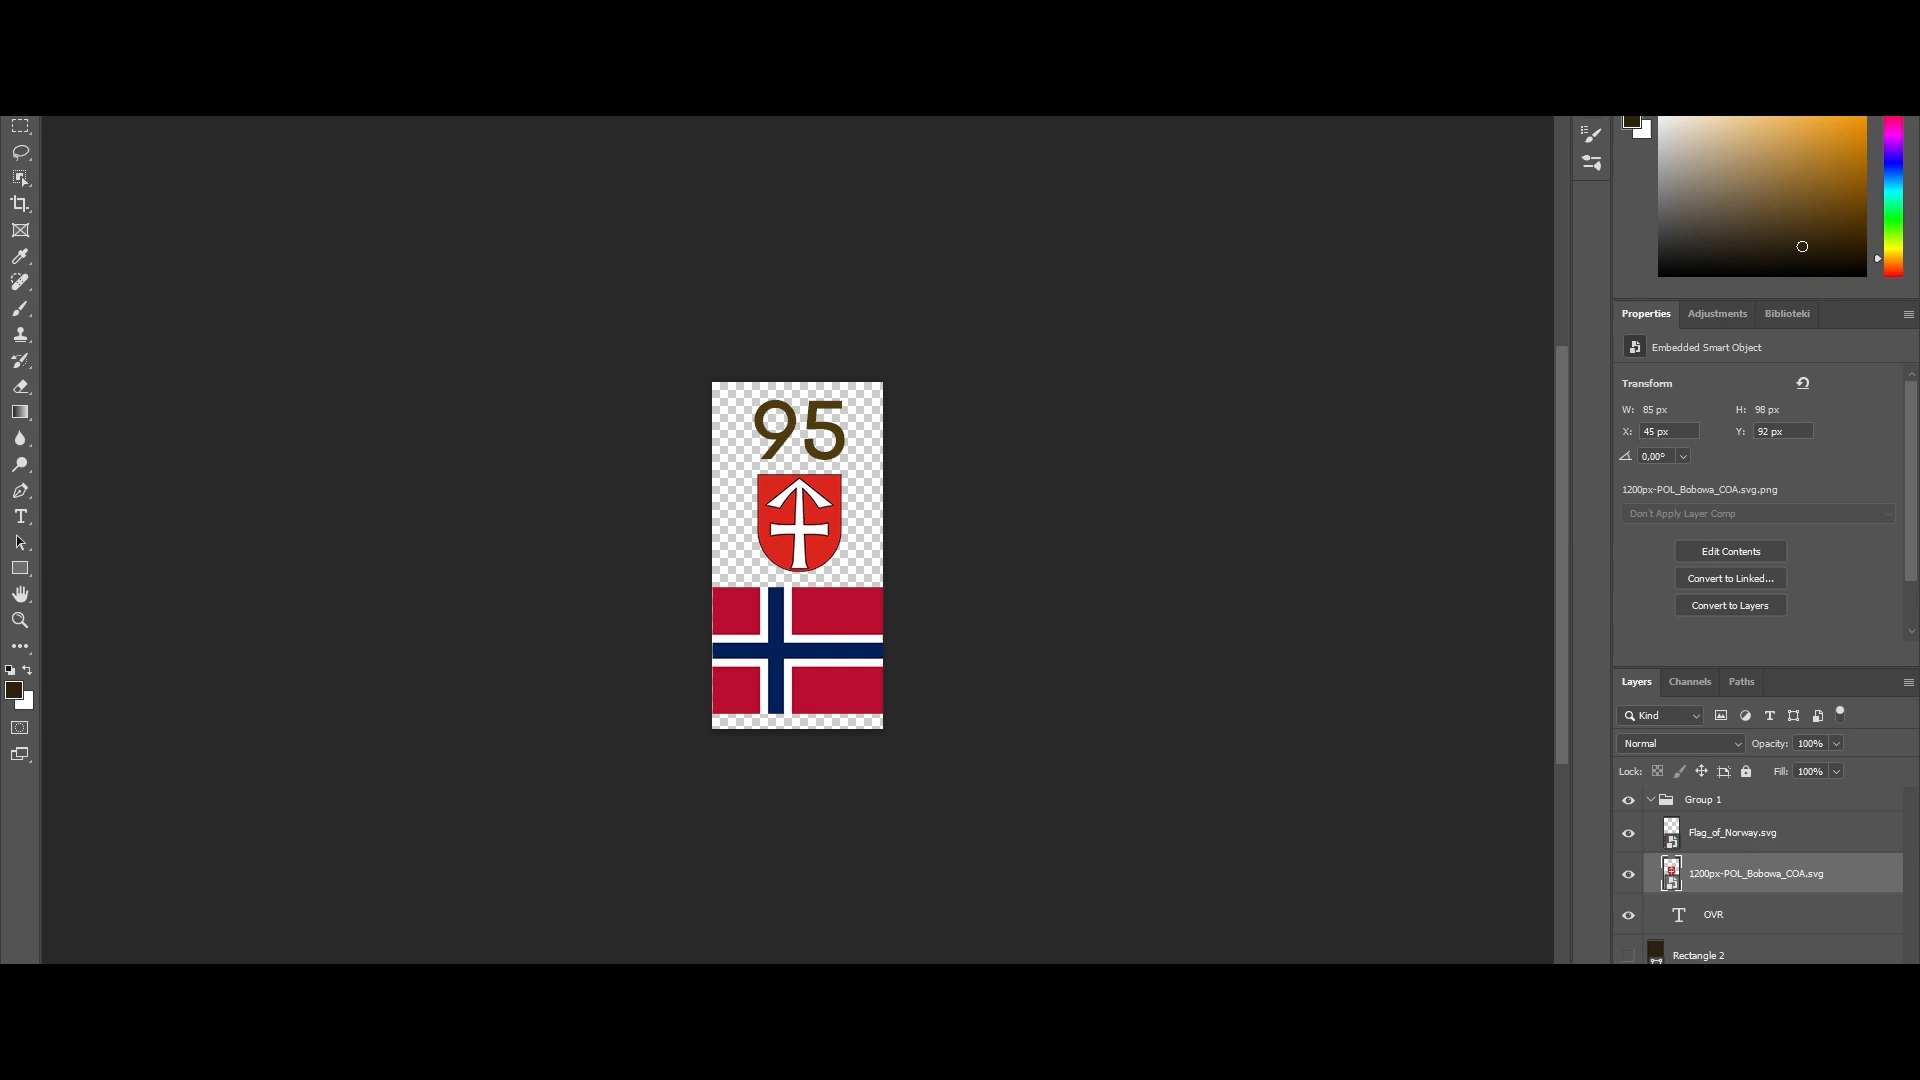 95
Properties
Adjustments
Biblioteki
Embedded Smart Object
Transform
W: 85 px
H: 98 px
X: 45 px
Y: 92 px
0,00°
1200px-POL_Bobowa_COA.svg.png
Don't Apply Layer Comp
Edit Contents
Convert to Linked...
Convert to Layers
Layers
Channels
Paths
Kind
Normal
Opacity: 100%
Lock:
Fill: 100%
Group 1
Flag_of_Norway.svg
1200px-POL_Bobowa_COA.svg
OVR
Rectangle 2